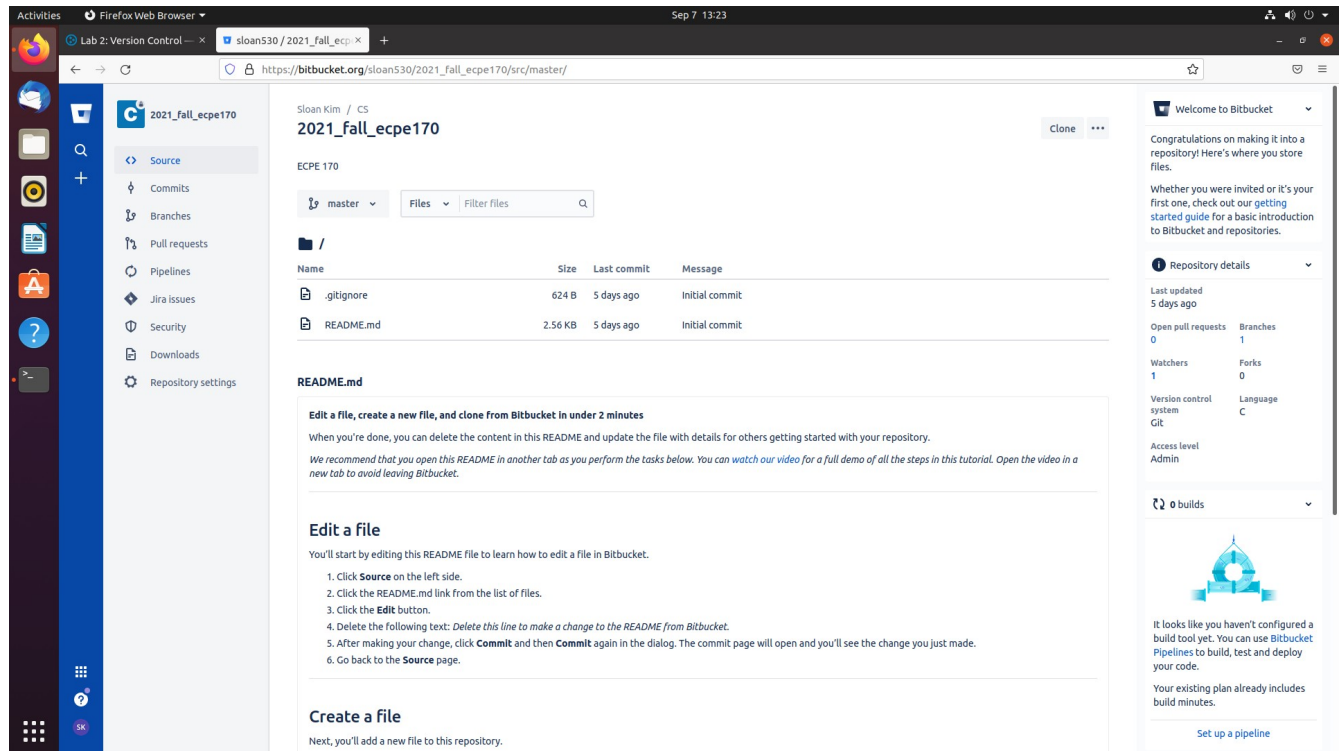 Activities Firefox Web Browser Sep 7 13:23
Lab 2: Version Control — × sloan530 / 2021_fall_ecp × +
https://bitbucket.org/sloan530/2021_fall_ecpe170/src/master/
C 2021_fall_ecpe170
Source
Commits
Branches
Pull requests
Pipelines
Jira issues
Security
Downloads
Repository settings
SK
Sloan Kim / CS
2021_fall_ecpe170
Clone
ECPE 170
master Files Filter files
/
Name Size Last commit Message
.gitignore 624 B 5 days ago Initial commit
README.md 2.56 KB 5 days ago Initial commit
README.md
Edit a file, create a new file, and clone from Bitbucket in under 2 minutes
When you're done, you can delete the content in this README and update the file with details for others getting started with your repository.
We recommend that you open this README in another tab as you perform the tasks below. You can watch our video for a full demo of all the steps in this tutorial. Open the video in a
new tab to avoid leaving Bitbucket.
Edit a file
You'll start by editing this README file to learn how to edit a file in Bitbucket.
1. Click Source on the left side.
2. Click the README.md link from the list of files.
3. Click the Edit button.
4. Delete the following text: Delete this line to make a change to the README from Bitbucket.
5. After making your change, click Commit and then Commit again in the dialog. The commit page will open and you'll see the change you just made.
6. Go back to the Source page.
Create a file
Next, you'll add a new file to this repository.
Welcome to Bitbucket
Congratulations on making it into a
repository! Here's where you store
files.
Whether you were invited or it's your
first one, check out our getting
started guide for a basic introduction
to Bitbucket and repositories.
Repository details
Last updated
5 days ago
Open pull requests Branches
0 1
Watchers Forks
1 0
Version control Language
system C
Git
Access level
Admin
0 builds
It looks like you haven't configured a
build tool yet. You can use Bitbucket
Pipelines to build, test and deploy
your code.
Your existing plan already includes
build minutes.
Set up a pipeline